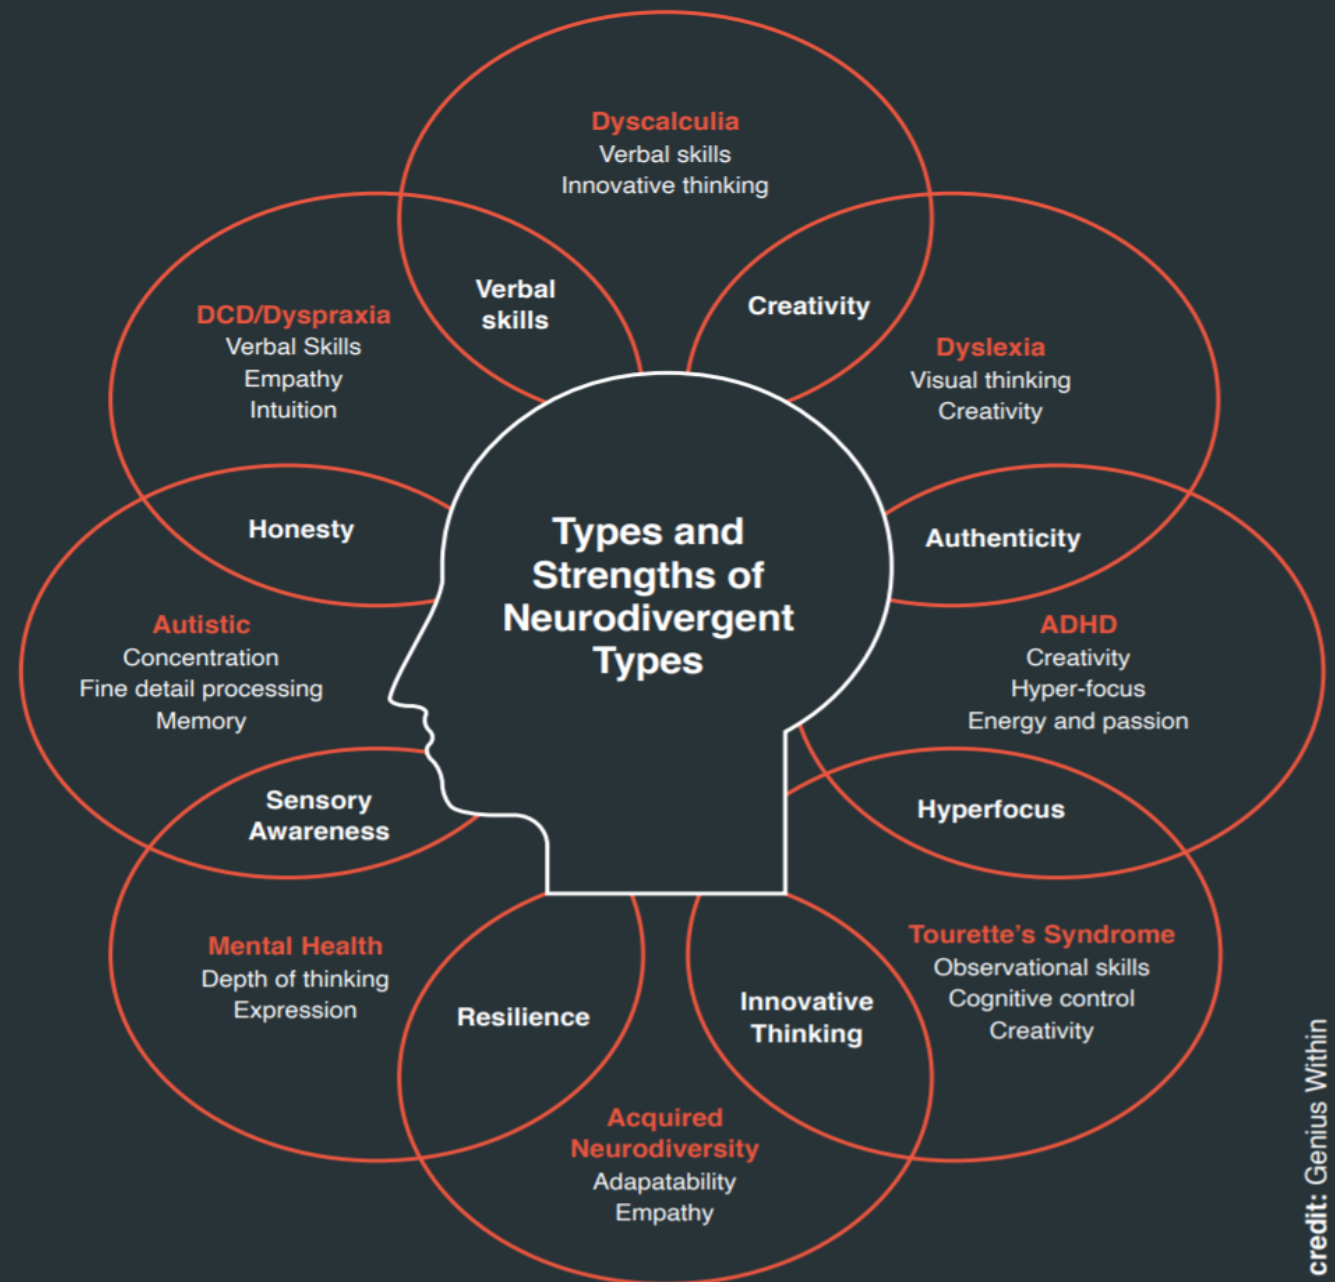 Dyscalculia
Verbal skills
Innovative thinking
Verbal
skills
Creativity
DCD/Dyspraxia
Verbal Skills
Empathy
Intuition
Dyslexia
Visual thinking
Creativity
Honesty
Types and
Strengths of
Neurodivergent
Types
Authenticity
Autistic
Concentration
Fine detail processing
Memory
ADHD
Creativity
Hyper-focus
Energy and passion
Sensory
Awareness
Hyperfocus
Mental Health
Depth of thinking
Expression
Resilience
Innovative
Thinking
Tourette’s Syndrome
Observational skills
Cognitive control
Creativity
Acquired
Neurodiversity
Adapatability
Empathy
credit: Genius Within